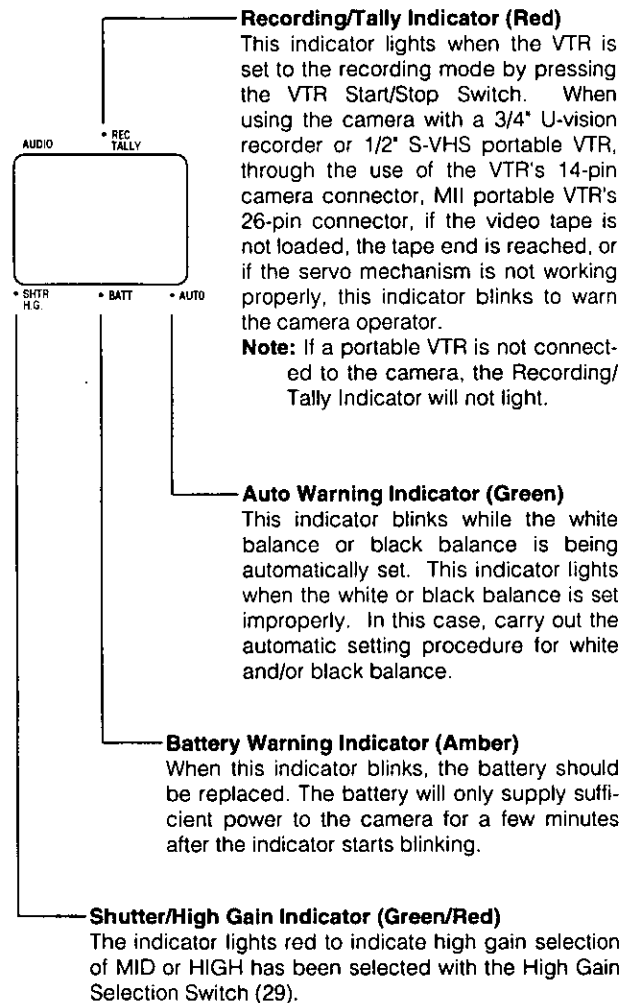 Recording/Tally Indicator (Red)
This indicator lights when the VTR is
set to the recording mode by pressing
the VTR Start/Stop Switch. When
using the camera with a 3/4" U-vision
recorder or 1/2" S-VHS portable VTR,
through the use of the VTR's 14-pin
camera connector, MII portable VTR's
26-pin connector, if the video tape is
not loaded, the tape end is reached, or
if the servo mechanism is not working
properly, this indicator blinks to warn
the camera operator.
Note: If a portable VTR is not connect-
ed to the camera, the Recording/
Tally Indicator will not light.
AUDIO
• REC
TALLY
• SHTR
H.G.
• BATT
• AUTO
Auto Warning Indicator (Green)
This indicator blinks while the white
balance or black balance is being
automatically set. This indicator lights
when the white or black balance is set
improperly. In this case, carry out the
automatic setting procedure for white
and/or black balance.
Battery Warning Indicator (Amber)
When this indicator blinks, the battery should
be replaced. The battery will only supply suffi-
cient power to the camera for a few minutes
after the indicator starts blinking.
Shutter/High Gain Indicator (Green/Red)
The indicator lights red to indicate high gain selection
of MID or HIGH has been selected with the High Gain
Selection Switch (29).